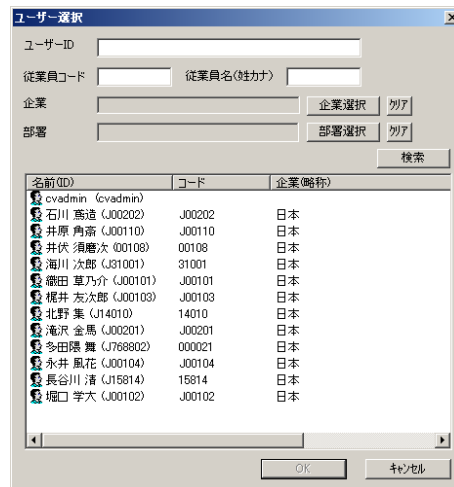 ユーザー選択
ユーザーID
従業員コード 従業員名(姓カナ)
企業 企業選択 クリア
部署 部署選択 クリア
検索
名前(ID) コード 企業(略称)
cvadmin (cvadmin)
石川 蔦造 (J00202) J00202 日本
井原 角斎 (J00110) J00110 日本
井伏 須磨次 (00108) 00108 日本
海川 次郎 (J31001) 31001 日本
織田 草乃介 (J00101) J00101 日本
梶井 友次郎 (J00103) J00103 日本
北野 集 (J14010) 14010 日本
滝沢 金馬 (J00201) J00201 日本
多田隈 舞 (J768802) 000021 日本
永井 風花 (J00104) J00104 日本
長谷川 清 (J15814) 15814 日本
堀口 学大 (J00102) J00102 日本
OK キャンセル